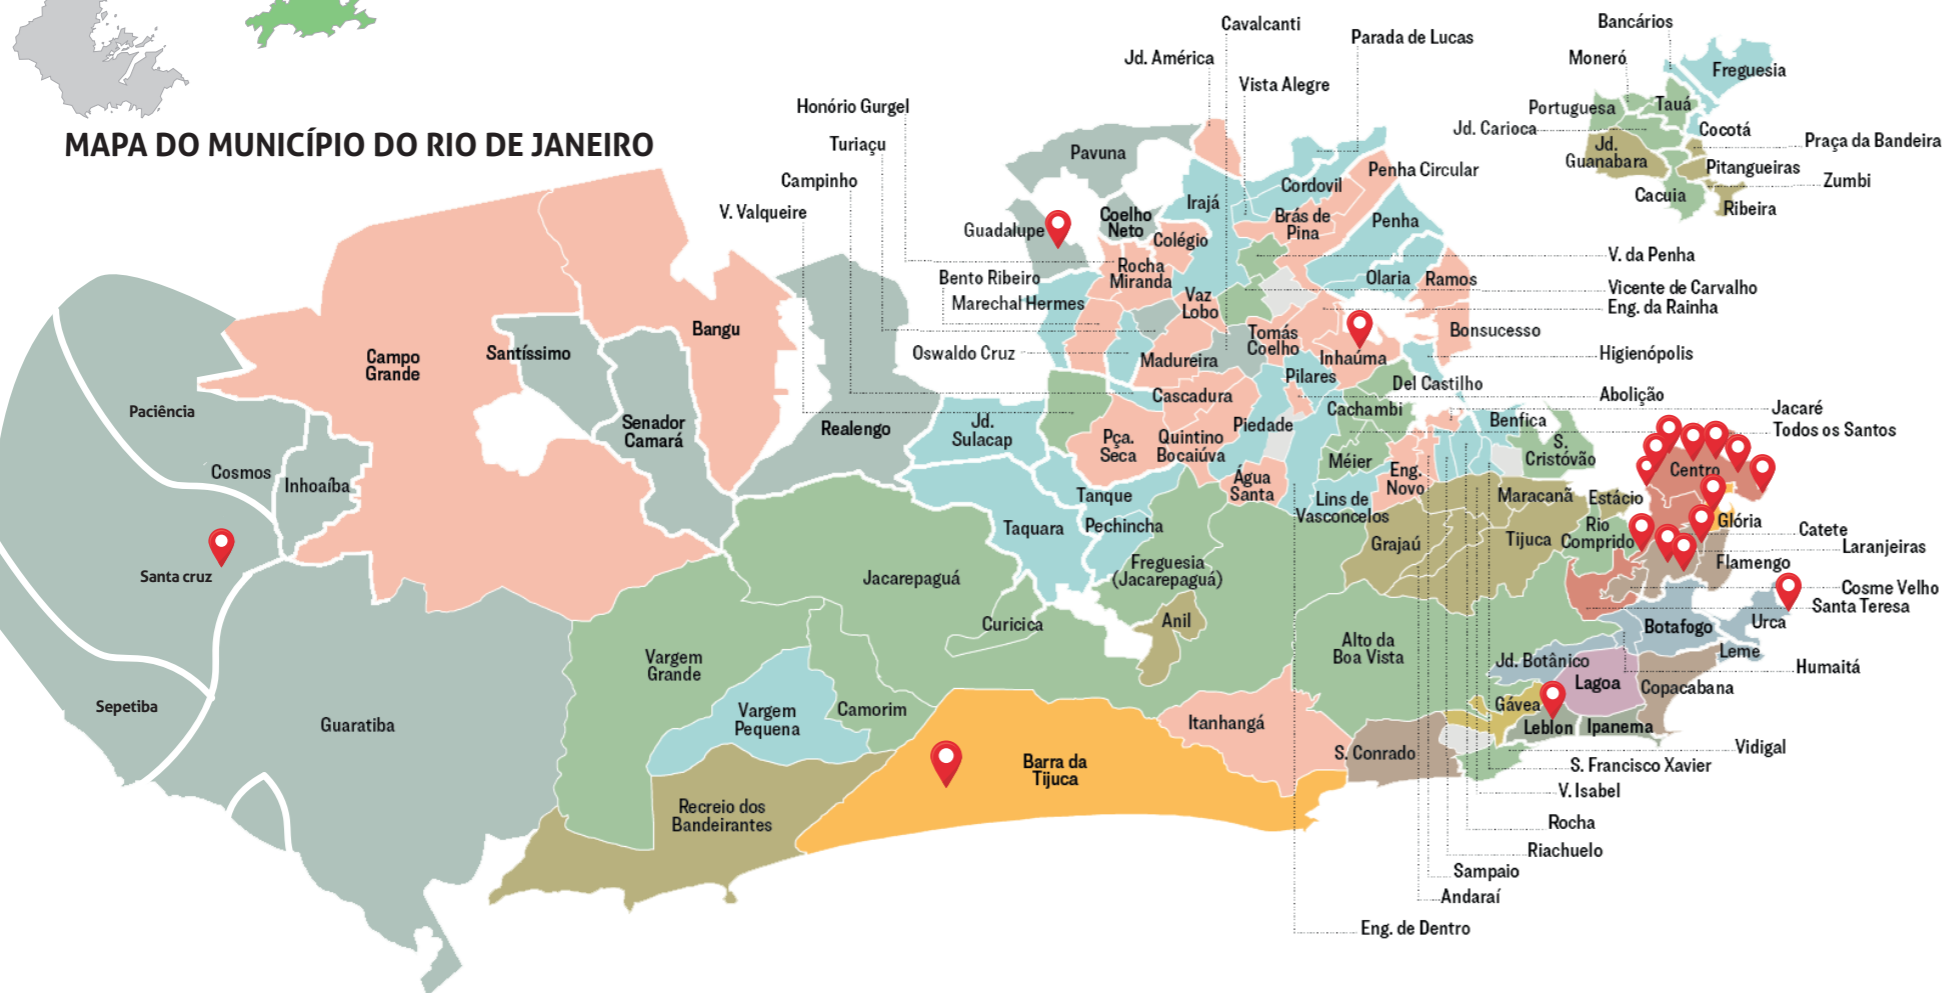 MAPA DO MUNICÍPIO DO RIO DE JANEIRO
Cavalcanti
Parada de Lucas
Jd. América
Vista Alegre
Honório Gurgel
Turiaçu
Campinho
V. Valqueire
Bancários
Moneró
Freguesia
Portuguesa
Tauá
Jd. Carioca
Cocotá
Praça da Bandeira
Jd.
Guanabara
Pitangueiras
Zumbi
Cacuia
Ribeira
Pavuna
Penha Circular
Cordovil
Irajá
Guadalupe
Coelho
Neto
Colégio
Brás de
Pina
Penha
V. da Penha
Bento Ribeiro
Rocha
Miranda
Olaria
Ramos
Marechal Hermes
Vaz
Lobo
Vicente de Carvalho
Eng. da Rainha
Bangu
Bonsucesso
Oswaldo Cruz
Madureira
Tomás
Coelho
Inhaúma
Higienópolis
Campo
Grande
Santíssimo
Pilares
Del Castilho
Cascadura
Abolição
Paciência
Senador
Camará
Realengo
Jd.
Sulacap
Pça.
Seca
Quintino
Bocaiúva
Piedade
Cachambi
Benfica
Jacaré
Todos os Santos
S.
Cristóvão
Cosmos
Inhoaíba
Água
Santa
Méier
Eng.
Novo
Centro
Tanque
Lins de
Vasconcelos
Maracanã
Estácio
Taquara
Pechincha
Grajaú
Tijuca
Rio
Comprido
Glória
Catete
Laranjeiras
Santa cruz
Jacarepaguá
Freguesia
(Jacarepaguá)
Flamengo
Cosme Velho
Santa Teresa
Curicica
Anil
Botafogo
Urca
Vargem
Grande
Alto da
Boa Vista
Jd. Botânico
Leme
Humaitá
Lagoa
Copacabana
Sepetiba
Guaratiba
Vargem
Pequena
Camorim
Itanhangá
Gávea
Leblon
Ipanema
Barra da
Tijuca
S. Conrado
Vidigal
S. Francisco Xavier
V. Isabel
Recreio dos
Bandeirantes
Rocha
Riachuelo
Sampaio
Andaraí
Eng. de Dentro